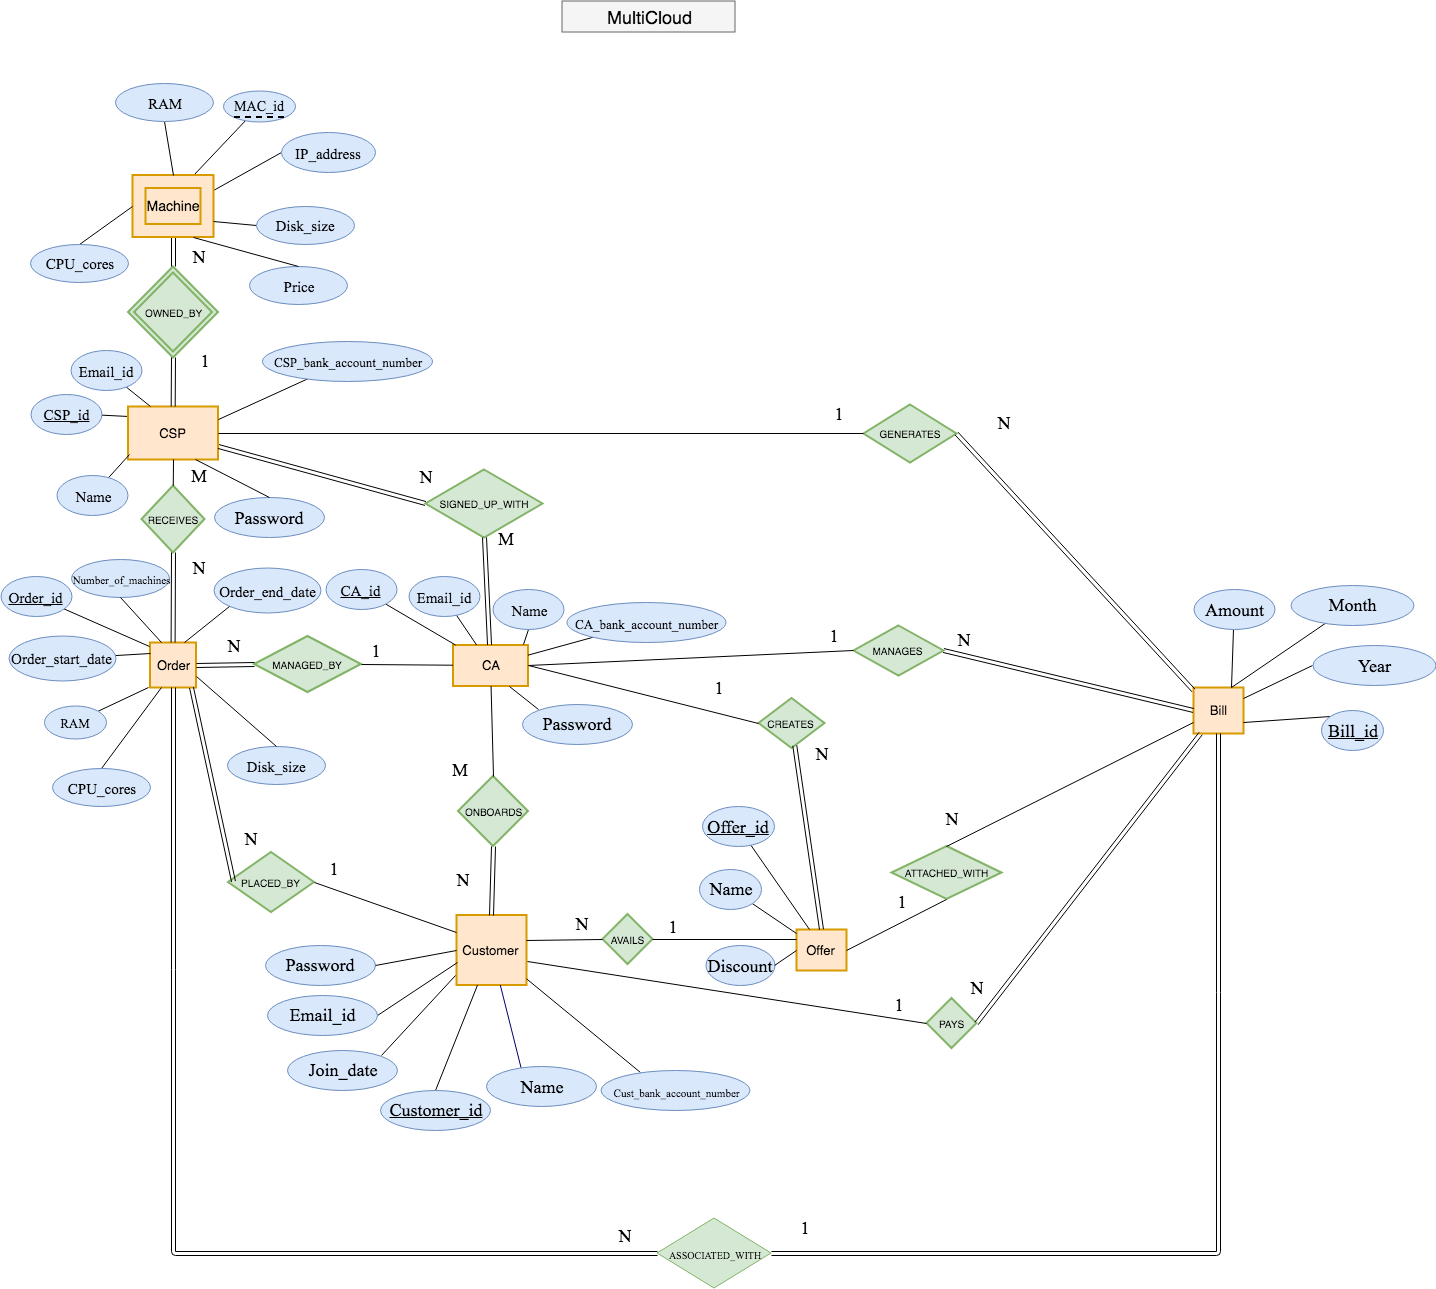 MultiCloud
RAM
MAC_id
IP_address
Machine
Disk_size
CPU_cores
N
Price
OWNED_BY
1
CSP_bank_account_number
Email_id
CSP_id
CSP
1
GENERATES
N
M
N
Name
Password
SIGNED_UP_WITH
RECEIVES
M
N
Number_of_machines
Order_id
Order_end_date
CA_id
Email_id
Name
CA_bank_account_number
Amount
Month
Order_start_date
Order
N
MANAGED_BY
1
CA
1
MANAGES
N
Year
RAM
Password
1
CREATES
N
Bill
Bill_id
CPU_cores
Disk_size
M
ONBOARDS
Offer_id
N
N
PLACED_BY
1
N
Name
ATTACHED_WITH
1
Customer
N
AVAILS
1
Offer
Discount
Password
Email_id
1
PAYS
N
Join_date
Customer_id
Name
Cust_bank_account_number
N
ASSOCIATED_WITH
1